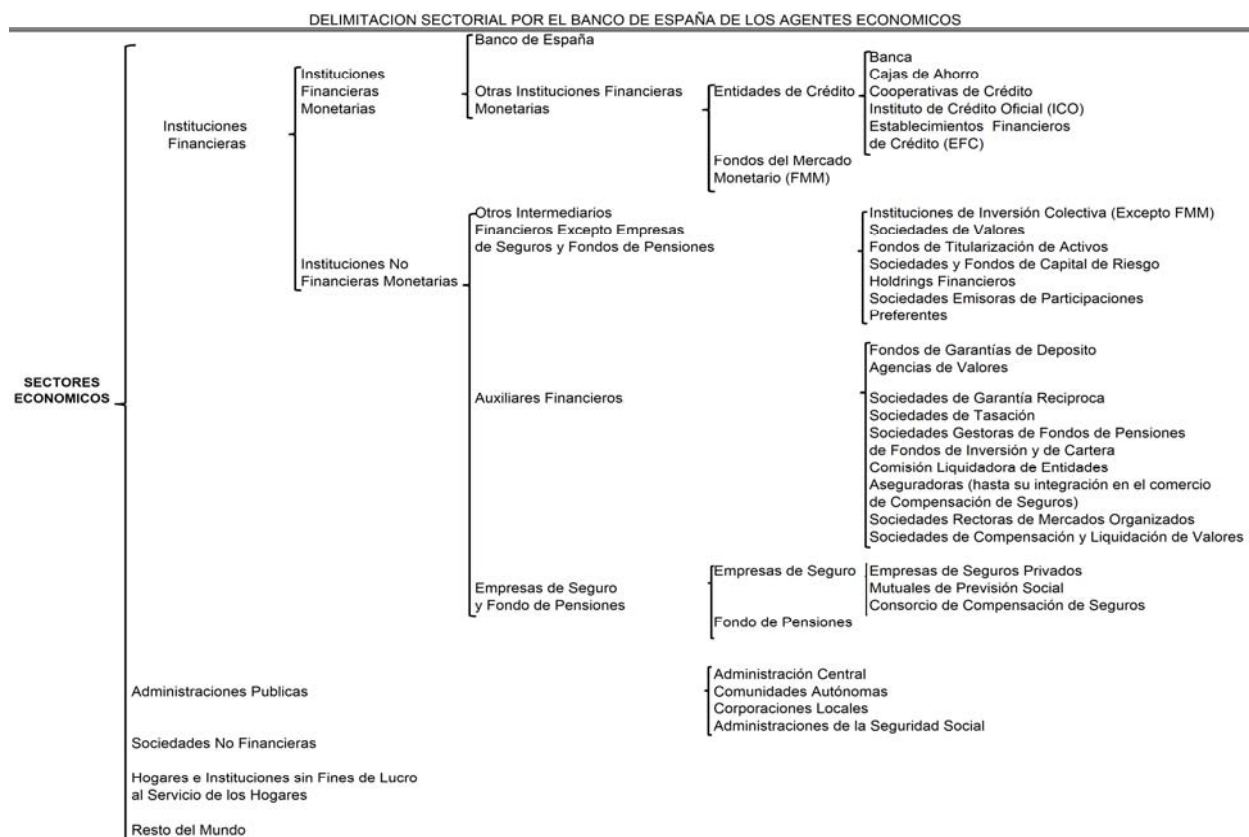 DELIMITACION SECTORIAL POR EL BANCO DE ESPAÑA DE LOS AGENTES ECONOMICOS
SECTORES
ECONOMICOS
Instituciones
Financieras
Instituciones
Financieras
Monetarias
Banco de España
Otras Instituciones Financieras
Monetarias
Entidades de Crédito
Banca
Cajas de Ahorro
Cooperativas de Crédito
Instituto de Crédito Oficial (ICO)
Establecimientos Financieros
de Crédito (EFC)
Fondos del Mercado
Monetario (FMM)
Instituciones No
Financieras Monetarias
Otros Intermediarios
Financieros Excepto Empresas
de Seguros y Fondos de Pensiones
Instituciones de Inversión Colectiva (Excepto FMM)
Sociedades de Valores
Fondos de Titularización de Activos
Sociedades y Fondos de Capital de Riesgo
Holdrings Financieros
Sociedades Emisoras de Participaciones
Preferentes
Auxiliares Financieros
Fondos de Garantías de Deposito
Agencias de Valores
Sociedades de Garantía Reciproca
Sociedades de Tasación
Sociedades Gestoras de Fondos de Pensiones
de Fondos de Inversión y de Cartera
Comisión Liquidadora de Entidades
Aseguradoras (hasta su integración en el comercio
de Compensación de Seguros)
Sociedades Rectoras de Mercados Organizados
Sociedades de Compensación y Liquidación de Valores
Empresas de Seguro
y Fondo de Pensiones
Empresas de Seguro
Empresas de Seguros Privados
Mutuales de Previsión Social
Consorcio de Compensación de Seguros
Fondo de Pensiones
Administraciones Publicas
Administración Central
Comunidades Autónomas
Corporaciones Locales
Administraciones de la Seguridad Social
Sociedades No Financieras
Hogares e Instituciones sin Fines de Lucro
al Servicio de los Hogares
Resto del Mundo